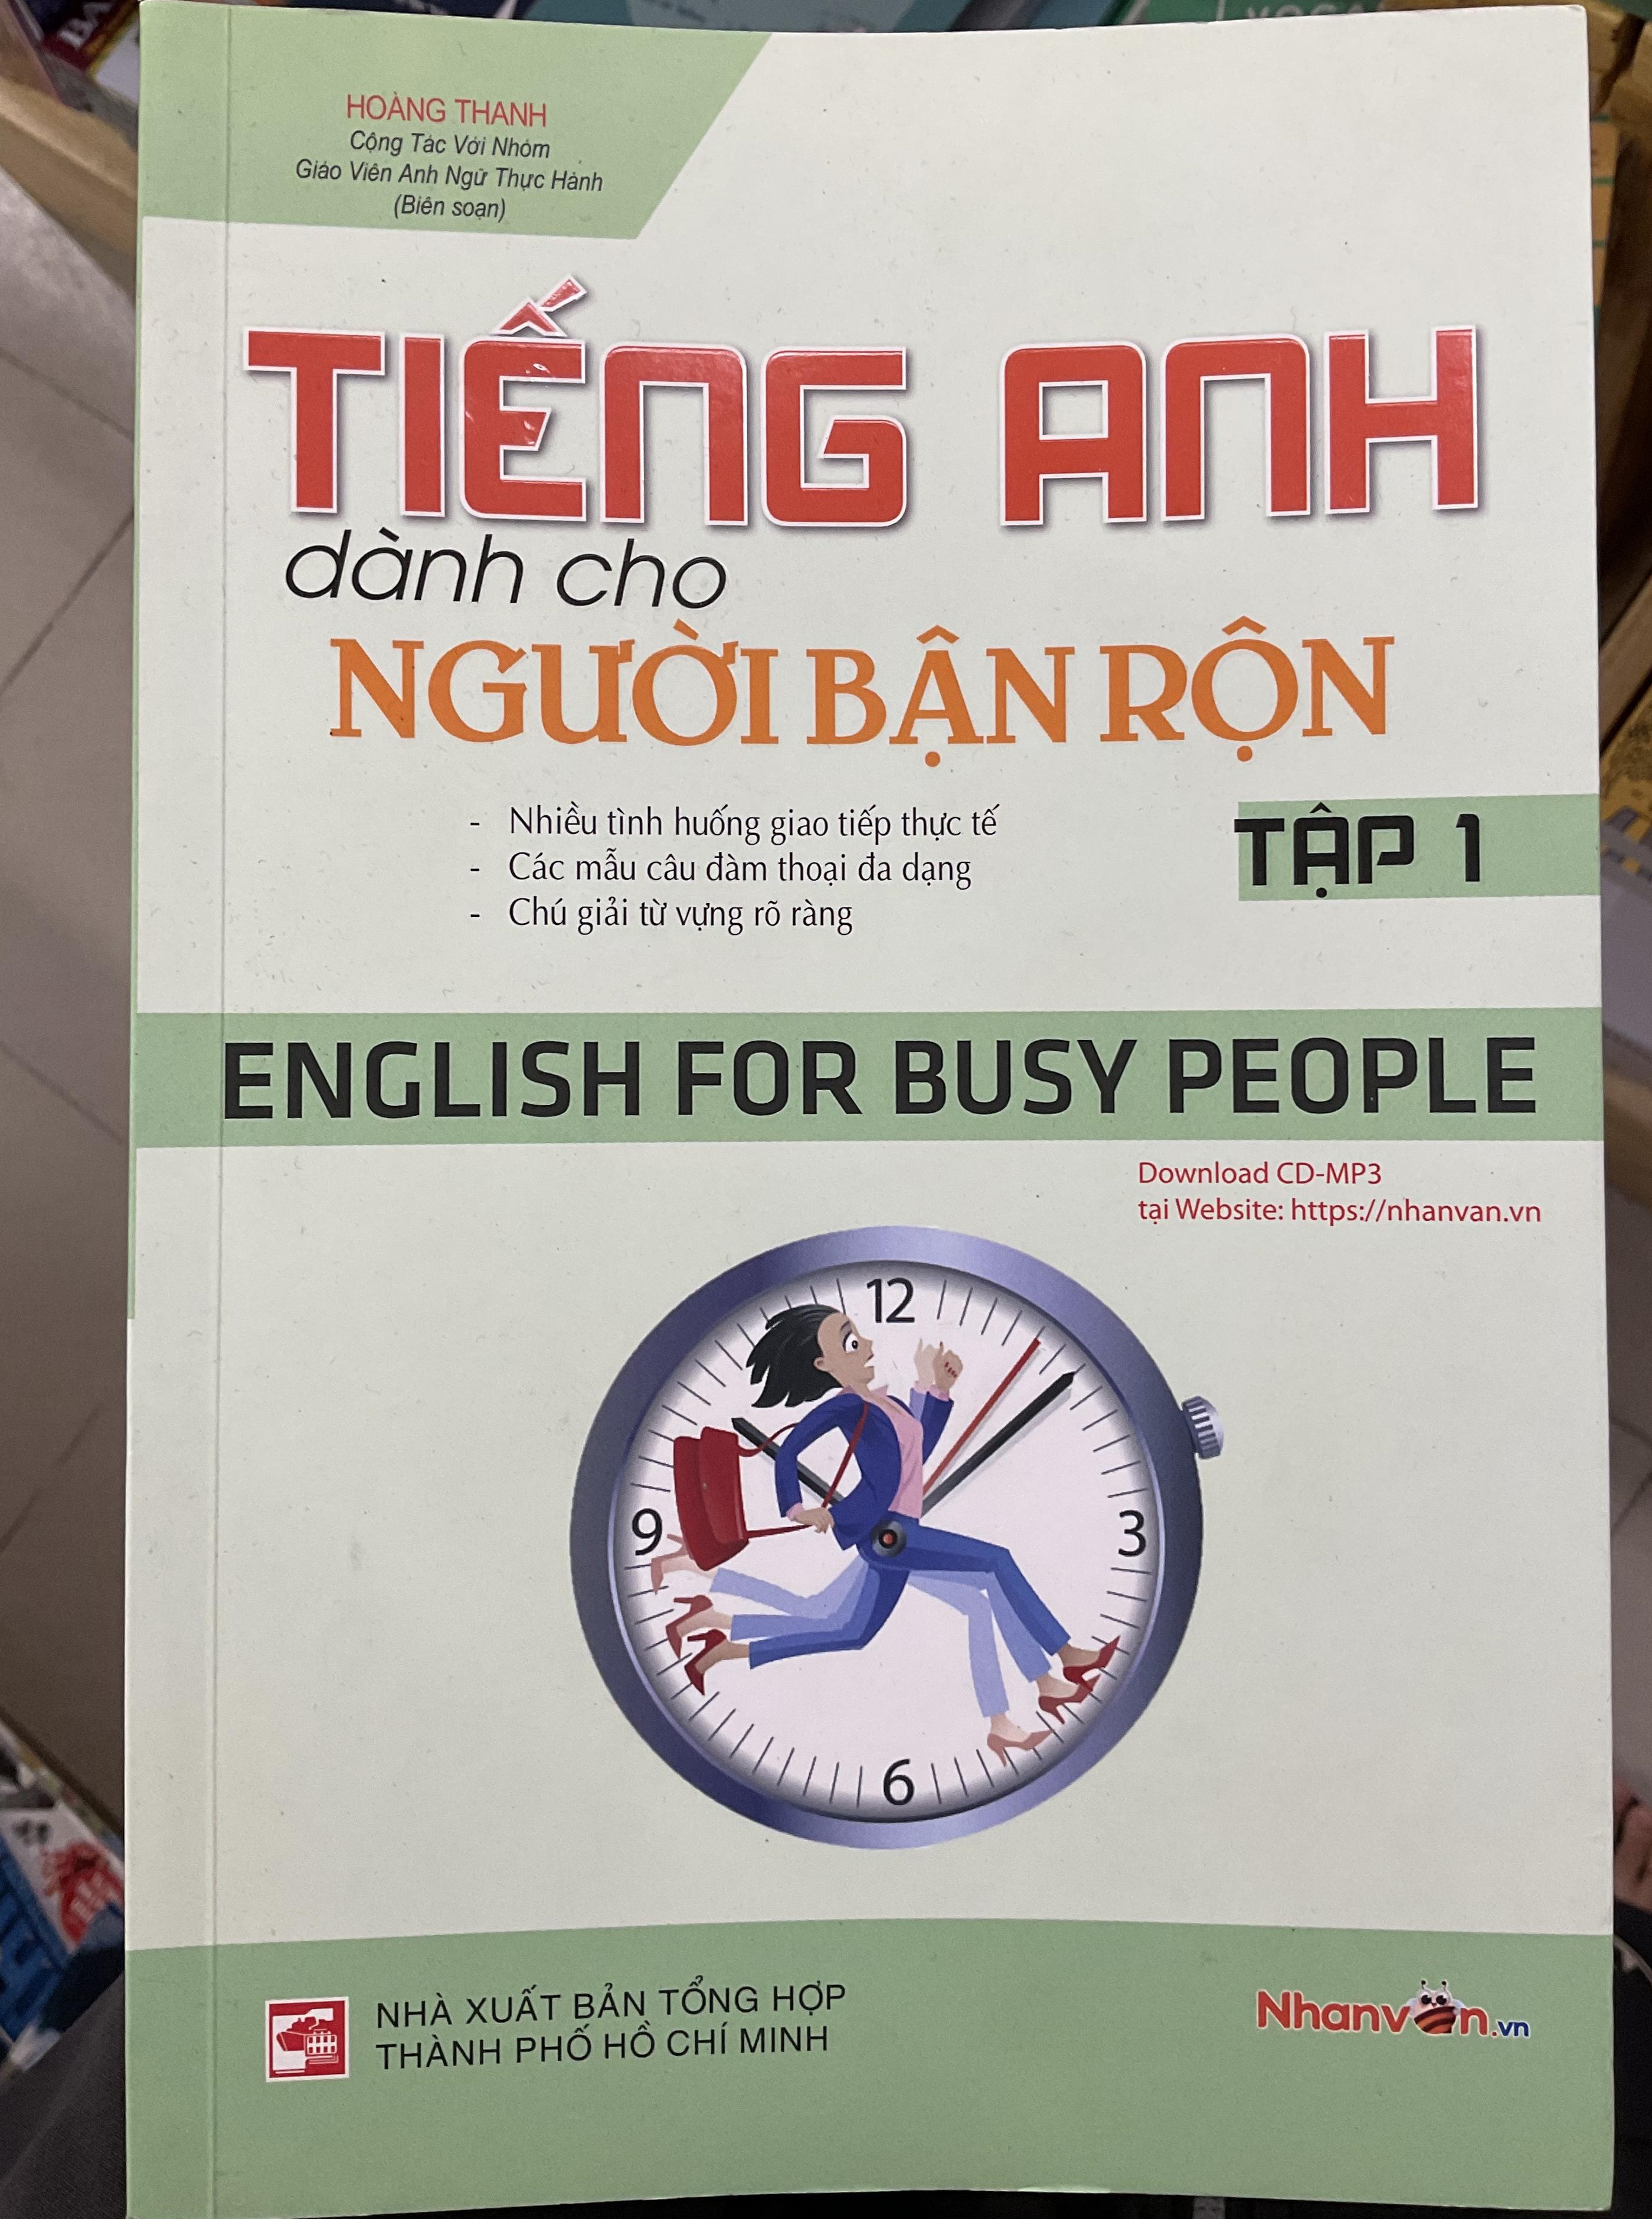 HOÀNG THANH
Cộng Tác Với Nhóm
Giáo Viên Anh Ngữ Thực Hành
(Biên soạn)
TIẾNG ANH
dành cho
NGƯỜI BẬN RỘN
- Nhiều tình huống giao tiếp thực tế
- Các mẫu câu đàm thoại đa dạng
- Chú giải từ vựng rõ ràng
TẬP 1
ENGLISH FOR BUSY PEOPLE
Download CD-MP3
tại Website: https://nhanvan.vn
12
9
3
6
NHÀ XUẤT BẢN TỔNG HỢP
THÀNH PHỐ HỒ CHÍ MINH
Nhanvăn.vn